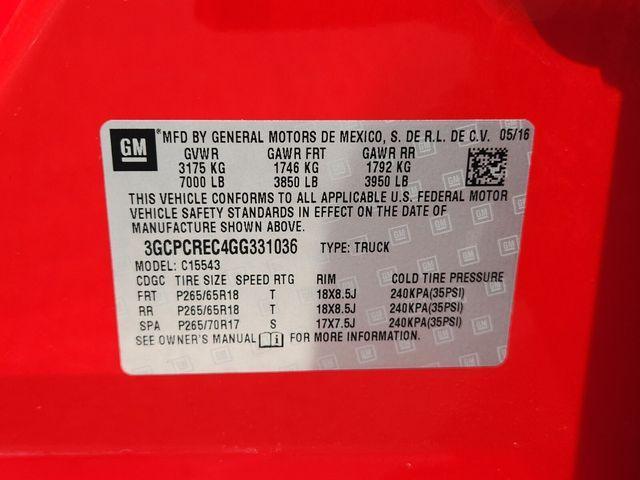 GM MFD BY GENERAL MOTORS DE MEXICO, S. DE R.L. DE C.V. 05/16
GVWR GAWR FRT GAWR RR
3175 KG 1746 KG 1792 KG
7000 LB 3850 LB 3950 LB
THIS VEHICLE CONFORMS TO ALL APPLICABLE U.S. FEDERAL MOTOR
VEHICLE SAFETY STANDARDS IN EFFECT ON THE DATE OF
MANUFACTURE SHOWN ABOVE.
3GCPCREC4GG331036 TYPE: TRUCK
MODEL: C15543
CDGC TIRE SIZE SPEED RTG RIM COLD TIRE PRESSURE
FRT P265/65R18 T 18X8.5J 240KPA(35PSI)
RR P265/65R18 T 18X8.5J 240KPA(35PSI)
SPA P265/70R17 S 17X7.5J 240KPA(35PSI)
SEE OWNER'S MANUAL FOR MORE INFORMATION.